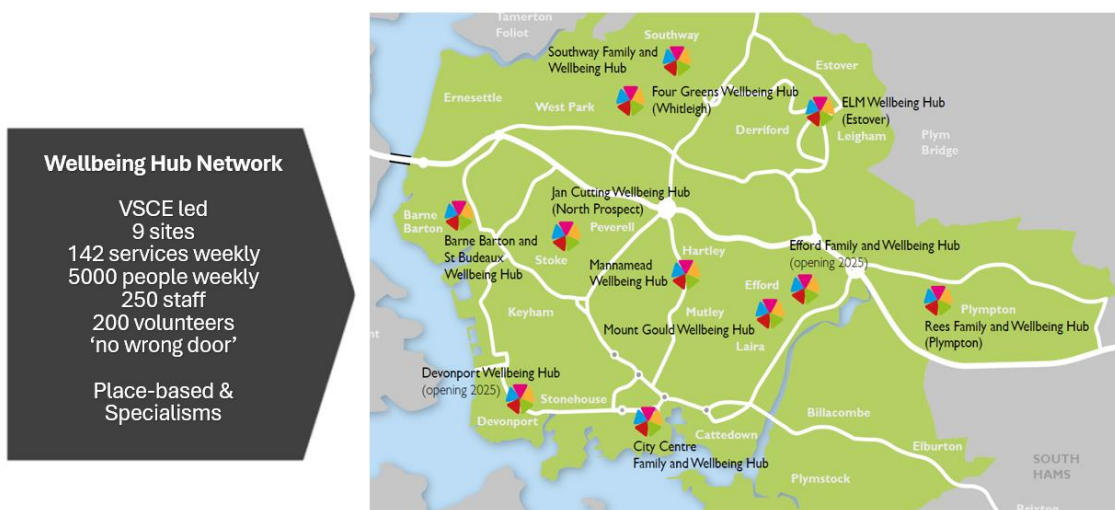 Wellbeing Hub Network
VSCE led
9 sites
142 services weekly
5000 people weekly
250 staff
200 volunteers
‘no wrong door’
Place-based &
Specialisms
Tamerton
Foliot
Southway
Southway Family and
Wellbeing Hub
Estover
Ernesettle
West Park
Four Greens Wellbeing Hub
(Whitleigh)
ELM Wellbeing Hub
(Estover)
Derriford
Leigham
Plym
Bridge
Jan Cutting Wellbeing Hub
(North Prospect)
Barne
Barton
Peverell
Barne Barton and
St Budeaux
Wellbeing Hub
Stoke
Hartley
Efford Family and Wellbeing Hub
(opening 2025)
Mannamead
Wellbeing Hub
Efford
Keyham
Mutley
Plympton
Mount Gould Wellbeing Hub
Rees Family and Wellbeing Hub
(Plympton)
Laira
nt
Devonport Wellbeing Hub
(opening 2025)
Stonehouse
Devonport
Billacombe
Cattedown
City Centre
Family and Wellbeing Hub
Elburton
SOUTH
HAMS
Plymstock
Brixton